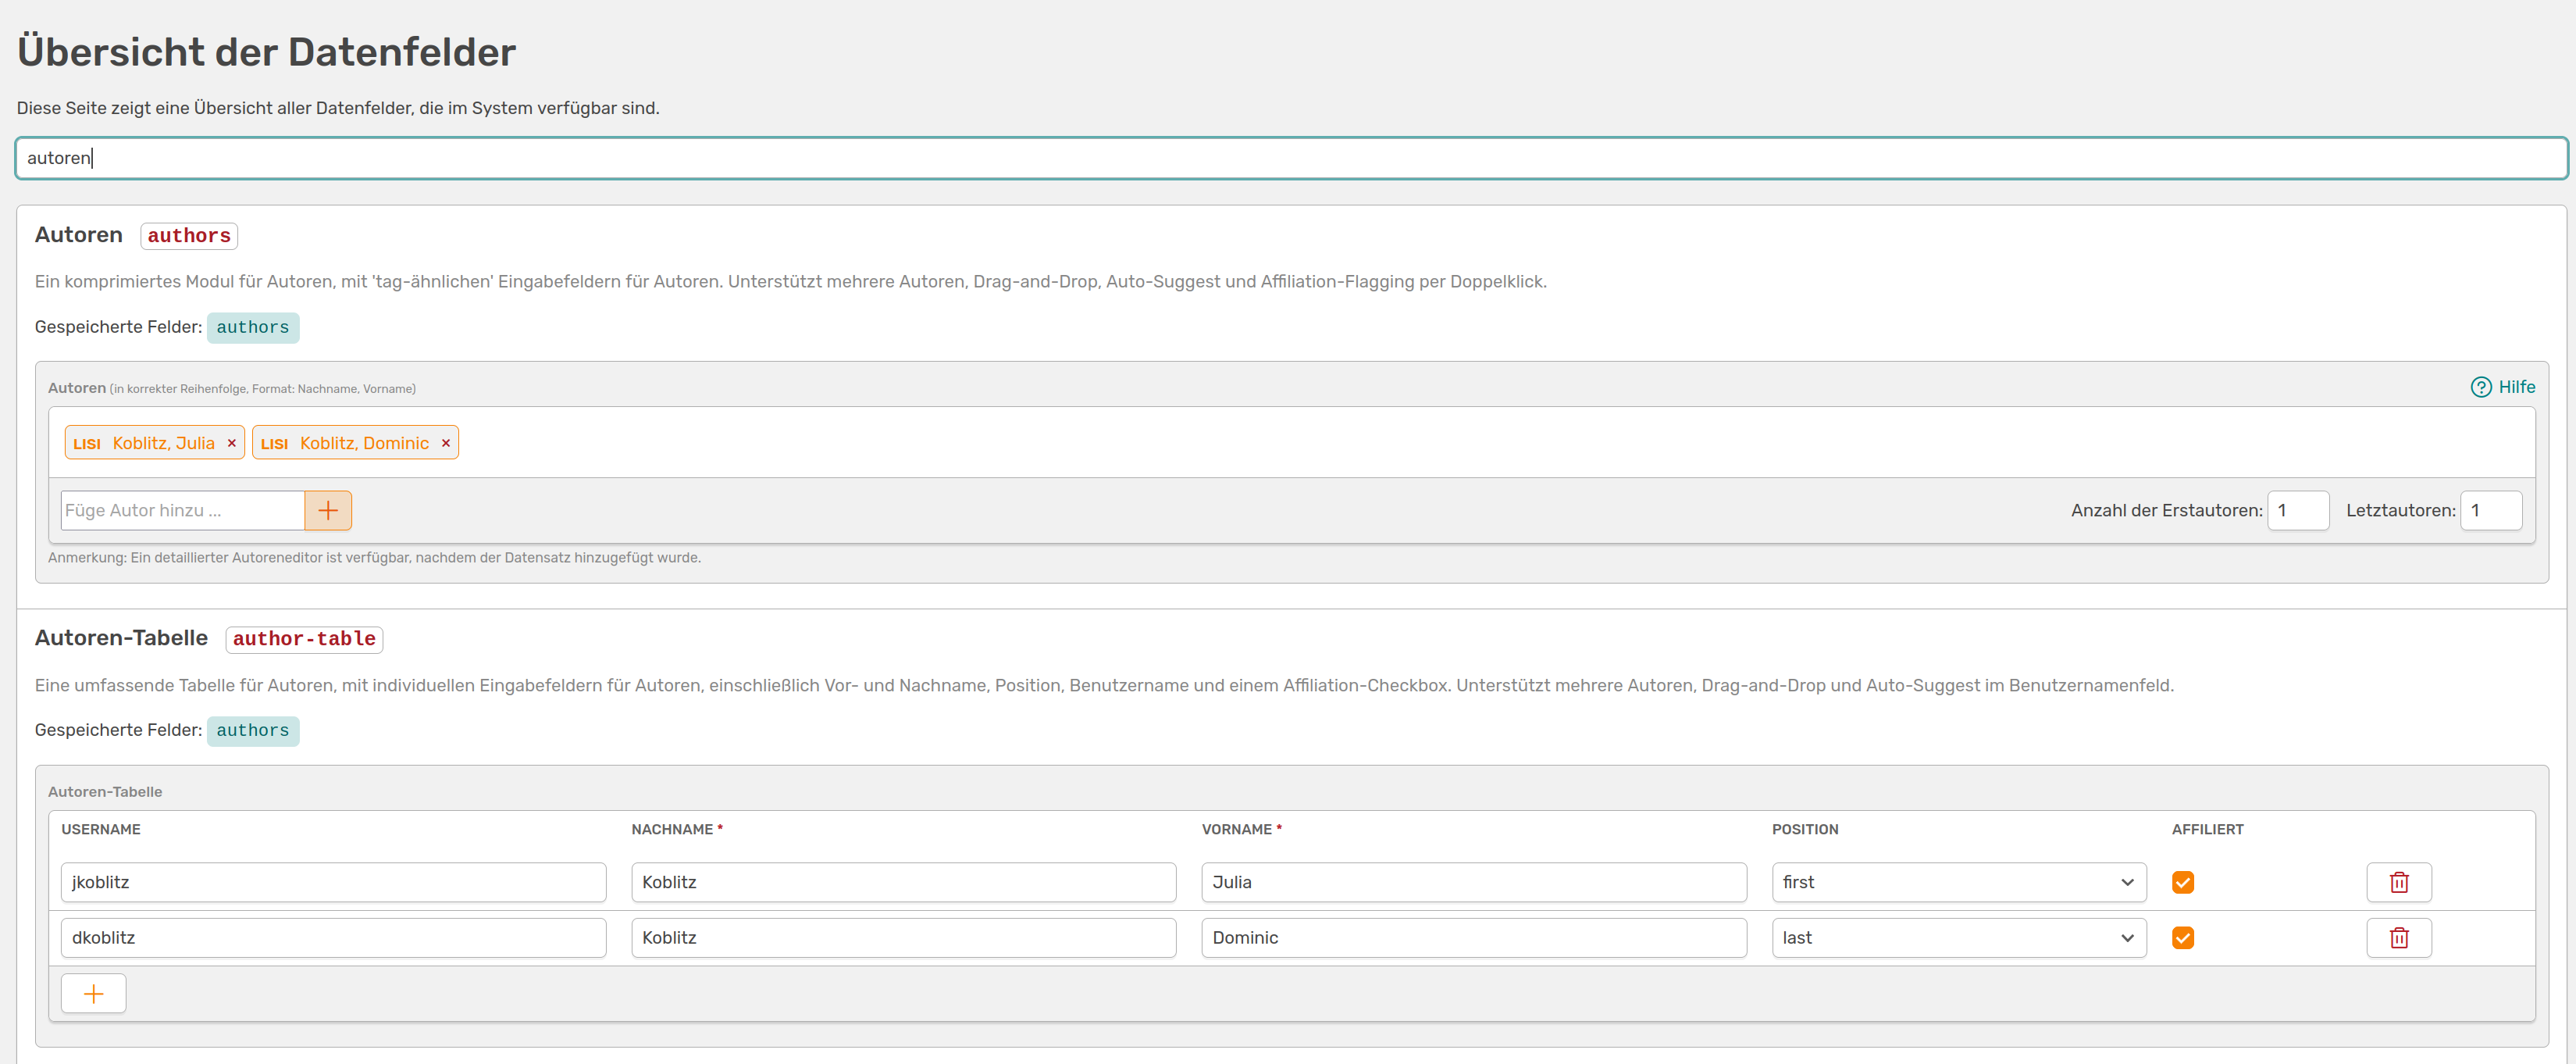 Übersicht der Datenfelder
Diese Seite zeigt eine Übersicht aller Datenfelder, die im System verfügbar sind.
autoren
Autoren authors
Ein komprimiertes Modul für Autoren, mit 'tag-ähnlichen' Eingabefeldern für Autoren. Unterstützt mehrere Autoren, Drag-and-Drop, Auto-Suggest und Affiliation-Flagging per Doppelklick.
Gespeicherte Felder: authors
Autoren (in korrekter Reihenfolge, Format: Nachname, Vorname) Hilfe
LISI Koblitz, Julia × LISI Koblitz, Dominic ×
Füge Autor hinzu ... + Anzahl der Erstautoren: 1 Letztautoren: 1
Anmerkung: Ein detaillierter Autoreneditor ist verfügbar, nachdem der Datensatz hinzugefügt wurde.
Autoren-Tabelle author-table
Eine umfassende Tabelle für Autoren, mit individuellen Eingabefeldern für Autoren, einschließlich Vor- und Nachname, Position, Benutzername und einem Affiliation-Checkbox. Unterstützt mehrere Autoren, Drag-and-Drop und Auto-Suggest im Benutzernamenfeld.
Gespeicherte Felder: authors
Autoren-Tabelle
USERNAME NACHNAME * VORNAME * POSITION AFFILIERT
jkoblitz Koblitz Julia first
dkoblitz Koblitz Dominic last
+